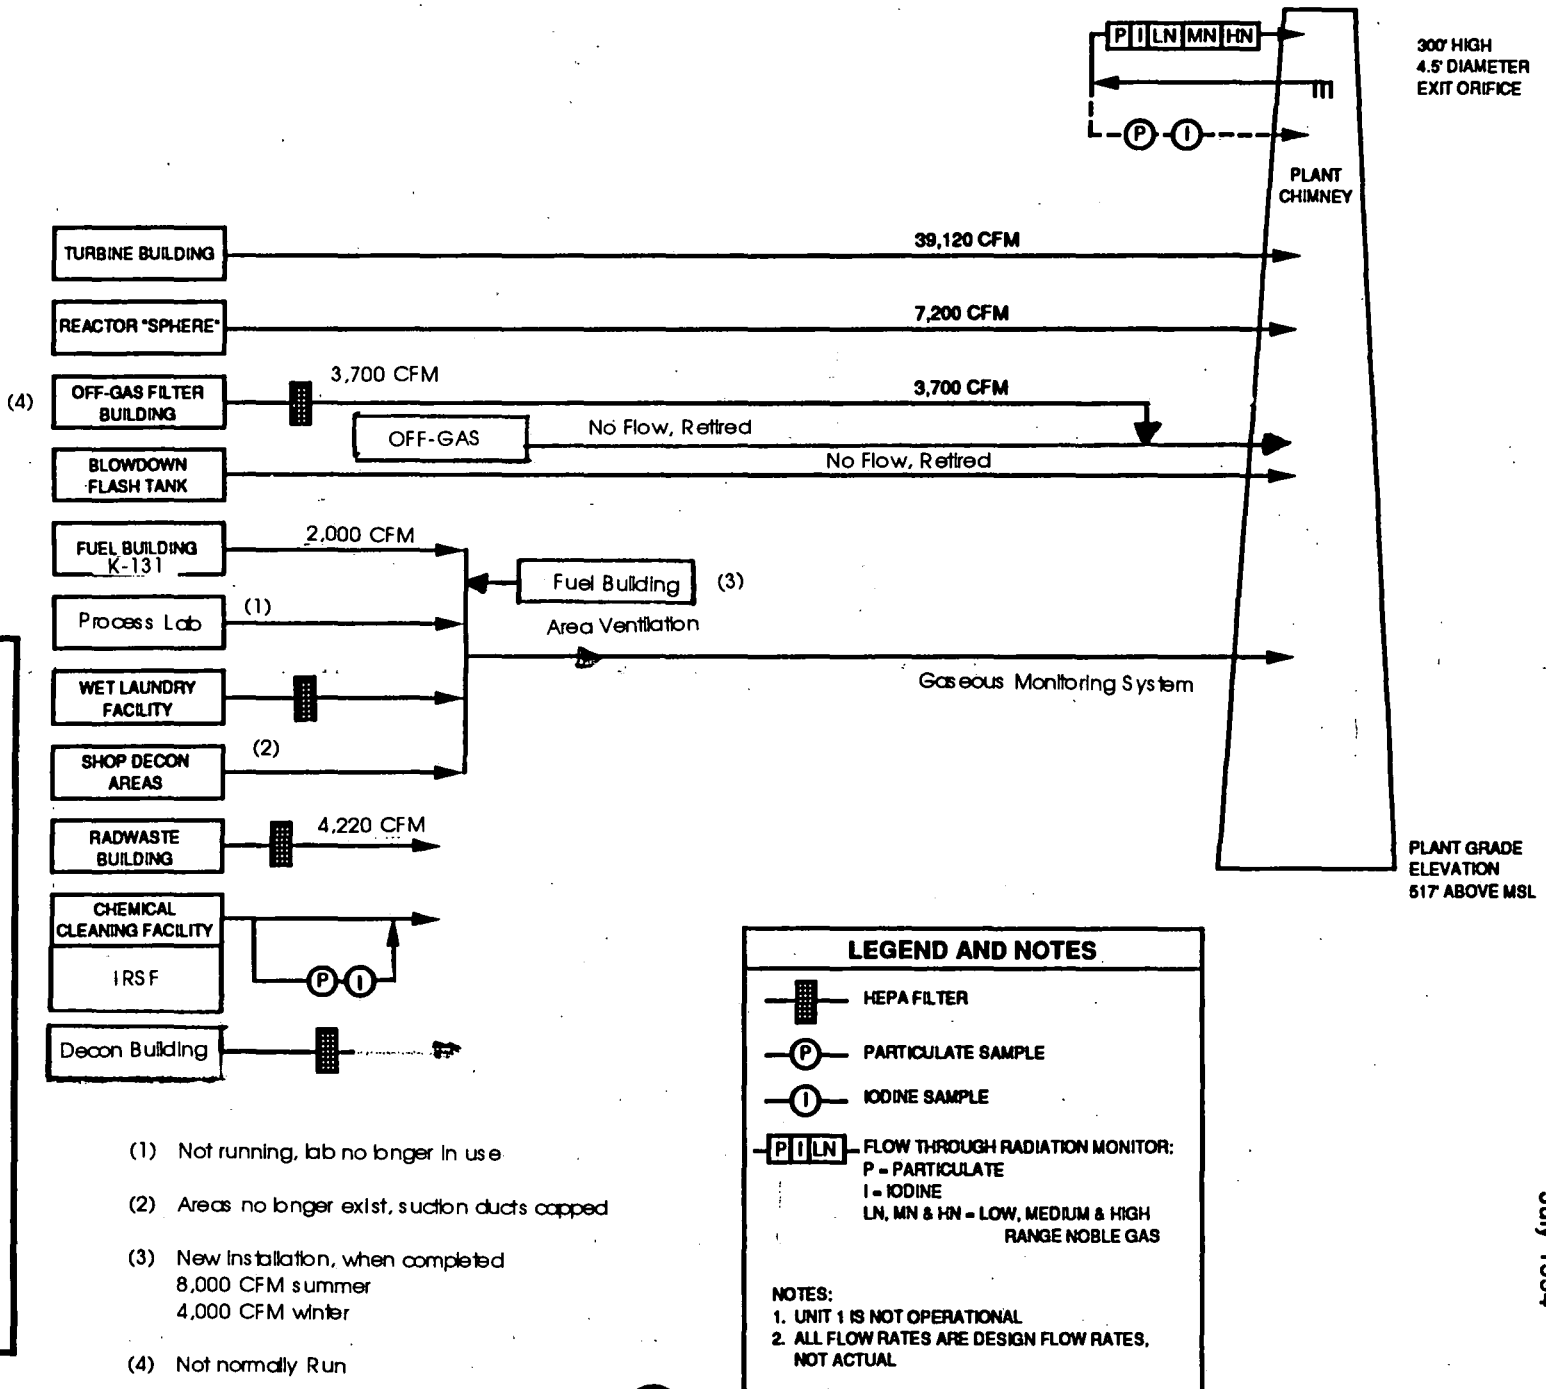 P I LN MN HN
300' HIGH
4.5' DIAMETER
EXIT ORIFICE
m
P I
PLANT
CHIMNEY
TURBINE BUILDING
39,120 CFM
REACTOR "SPHERE"
7,200 CFM
(4)
OFF-GAS FILTER
BUILDING
3,700 CFM
3,700 CFM
OFF-GAS
No Flow, Retired
BLOWDOWN
FLASH TANK
No Flow, Retired
FUEL BUILDING
K-131
2,000 CFM
Fuel Building
(3)
Process Lab
(1)
Area Ventilation
WET LAUNDRY
FACILITY
Gaseous Monitoring System
SHOP DECON
AREAS
(2)
RADWASTE
BUILDING
4,220 CFM
PLANT GRADE
ELEVATION
517' ABOVE MSL
CHEMICAL
CLEANING FACILITY
IRSF
P I
Decon Building
LEGEND AND NOTES
HEPA FILTER
P PARTICULATE SAMPLE
I IODINE SAMPLE
P I LN FLOW THROUGH RADIATION MONITOR:
P = PARTICULATE
I = IODINE
LN, MN & HN = LOW, MEDIUM & HIGH
RANGE NOBLE GAS
NOTES:
1. UNIT 1 IS NOT OPERATIONAL
2. ALL FLOW RATES ARE DESIGN FLOW RATES,
NOT ACTUAL
(1) Not running, lab no longer in use
(2) Areas no longer exist, suction ducts capped
(3) New installation, when completed
8,000 CFM summer
4,000 CFM winter
(4) Not normally Run